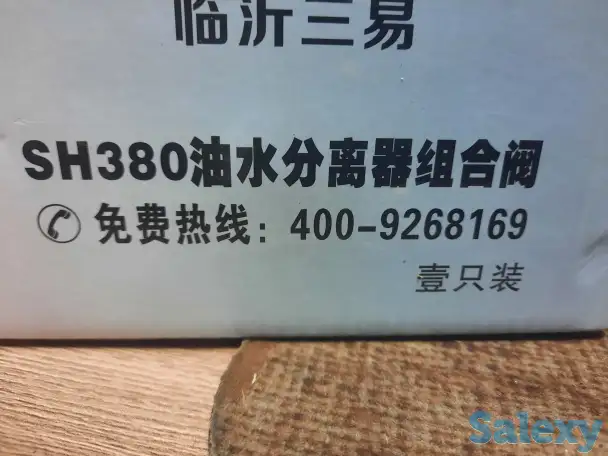 临沂三易
SH380油水分离器组合阀
免费热线：400-9268169
壹只装
Salexy